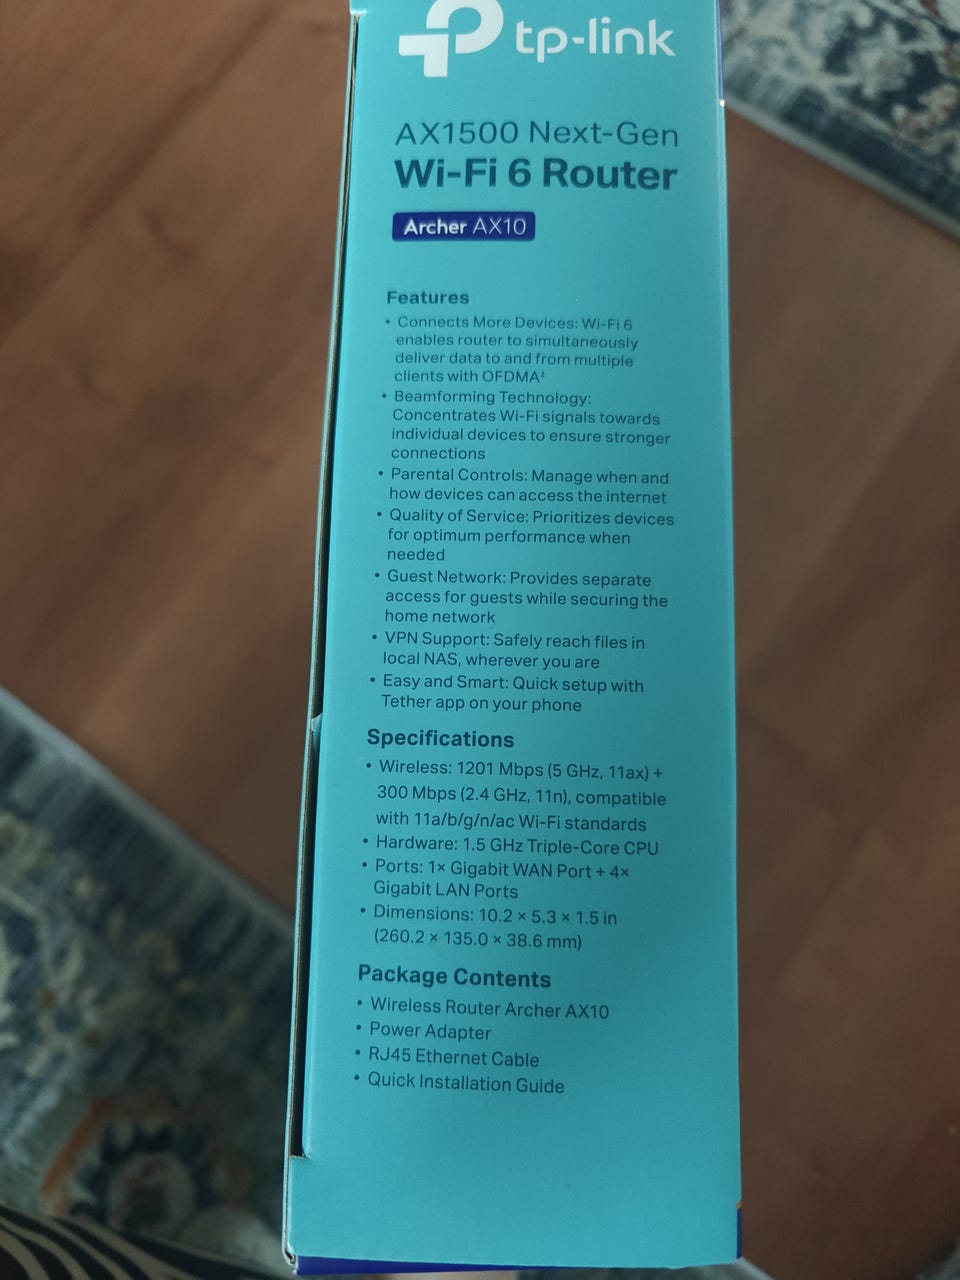 tp-link
AX1500 Next-Gen
Wi-Fi 6 Router
Archer AX10
Features
• Connects More Devices: Wi-Fi 6
enables router to simultaneously
deliver data to and from multiple
clients with OFDMA‡
• Beamforming Technology:
Concentrates Wi-Fi signals towards
individual devices to ensure stronger
connections
• Parental Controls: Manage when and
how devices can access the internet
• Quality of Service: Prioritizes devices
for optimum performance when
needed
• Guest Network: Provides separate
access for guests while securing the
home network
• VPN Support: Safely reach files in
local NAS, wherever you are
• Easy and Smart: Quick setup with
Tether app on your phone
Specifications
• Wireless: 1201 Mbps (5 GHz, 11ax) +
300 Mbps (2.4 GHz, 11n), compatible
with 11a/b/g/n/ac Wi-Fi standards
• Hardware: 1.5 GHz Triple-Core CPU
• Ports: 1× Gigabit WAN Port + 4×
Gigabit LAN Ports
• Dimensions: 10.2 × 5.3 × 1.5 in
(260.2 × 135.0 × 38.6 mm)
Package Contents
• Wireless Router Archer AX10
• Power Adapter
• RJ45 Ethernet Cable
• Quick Installation Guide